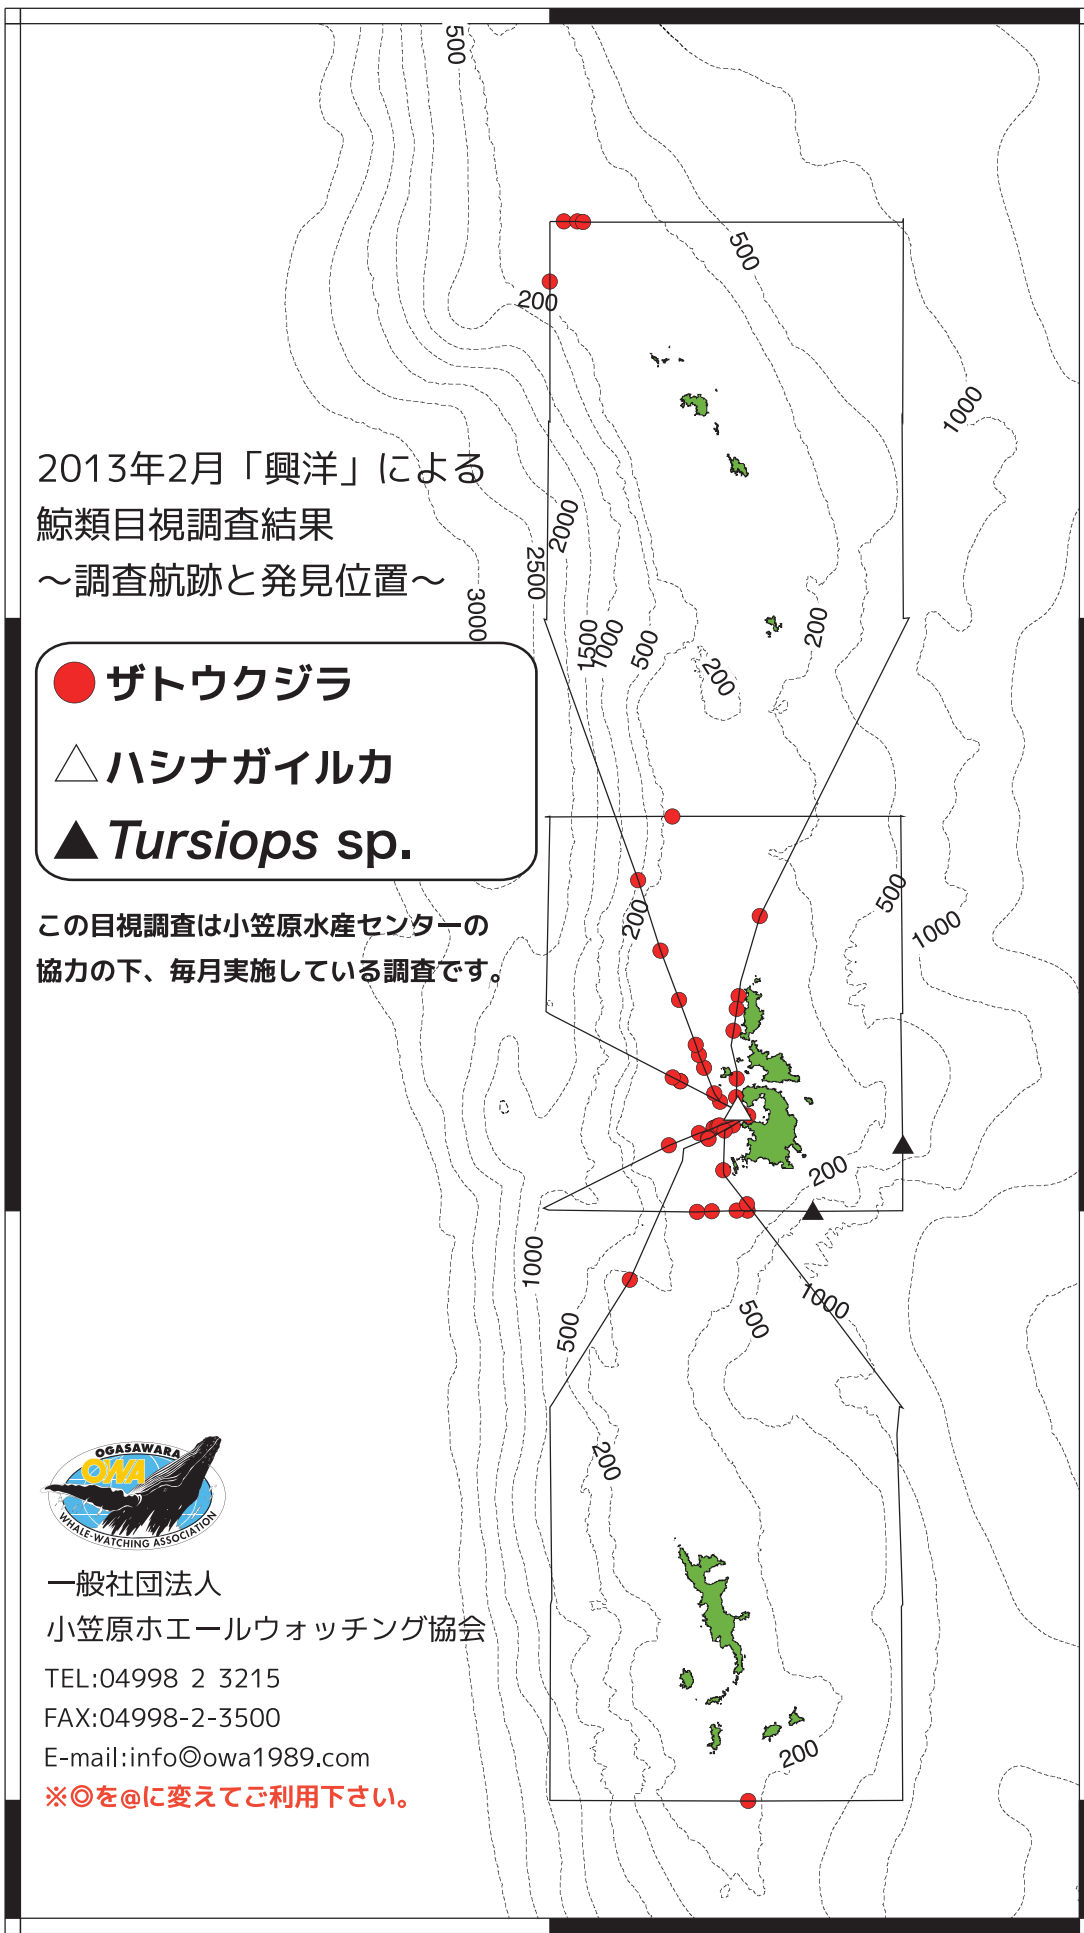 500
500
200
1000
2013年2月「興洋」による
鯨類目視調査結果
～調査航跡と発見位置～
2000
2500
3000
1500
1000
500
200
200
ザトウクジラ
ハシナガイルカ
Tursiops sp.
この目視調査は小笠原水産センターの
協力の下、毎月実施している調査です。
200
500
1000
200
1000
500
500
1000
200
OGASAWARA
OWA
WHALE-WATCHING ASSOCIATION
一般社団法人
小笠原ホエールウォッチング協会
TEL:04998 2 3215
FAX:04998-2-3500
E-mail:info◎owa1989.com
※◎を@に変えてご利用下さい。
200